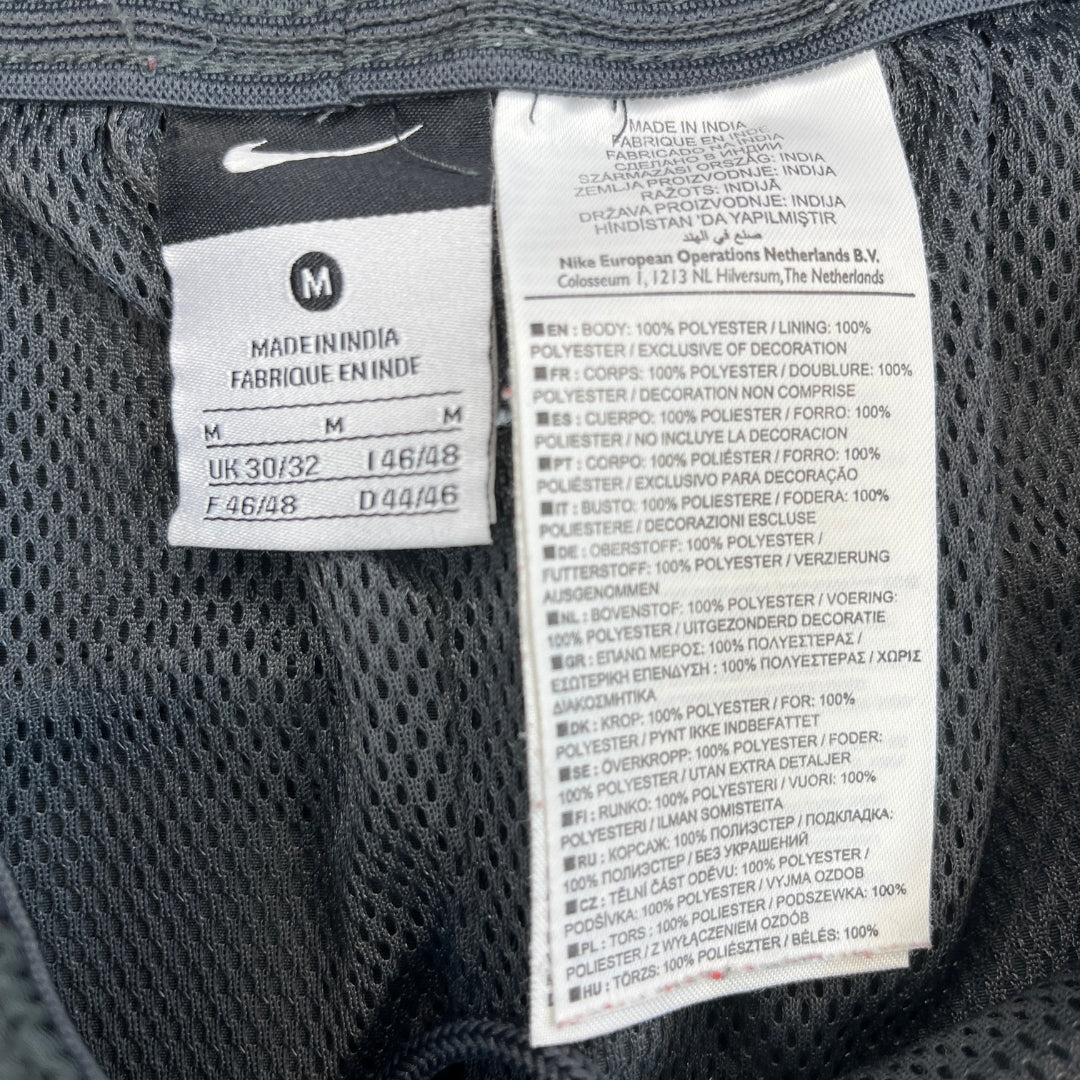 M
MADE IN INDIA
FABRIQUE EN INDE
M M M
UK 30/32 I 46/48
F 46/48 D 44/46
MADE IN INDIA
FABRIQUE EN INDE
FABRICADO NA INDIA
СДЕЛАНО В ИНДИИ
SZÁRMAZÁSI ORSZÁG: INDIA
ZEMLJA PROIZVODNJE: INDIJA
RAŽOTS: INDIJĀ
DRŽAVA PROIZVODNJE: INDIJA
HİNDİSTAN 'DA YAPILMIŞTIR
صنع في الهند
Nike European Operations Netherlands B.V.
Colosseum 1, 1213 NL Hilversum, The Netherlands
■EN : BODY: 100% POLYESTER / LINING: 100%
POLYESTER / EXCLUSIVE OF DECORATION
■FR : CORPS: 100% POLYESTER / DOUBLURE: 100%
POLYESTER / DECORATION NON COMPRISE
■ES : CUERPO: 100% POLIESTER / FORRO: 100%
POLIESTER / NO INCLUYE LA DECORACION
■PT : CORPO: 100% POLIÉSTER / FORRO: 100%
POLIÉSTER / EXCLUSIVO PARA DECORAÇÃO
■IT : BUSTO: 100% POLIESTERE / FODERA: 100%
POLIESTERE / DECORAZIONI ESCLUSE
■DE : OBERSTOFF: 100% POLYESTER /
FUTTERSTOFF: 100% POLYESTER / VERZIERUNG
AUSGENOMMEN
■NL : BOVENSTOF: 100% POLYESTER / VOERING:
100% POLYESTER / UITGEZONDERD DECORATIE
■GR : ΕΠΑΝΩ ΜΕΡΟΣ: 100% ΠΟΛΥΕΣΤΕΡΑΣ /
ΕΣΩΤΕΡΙΚΗ ΕΠΕΝΔΥΣΗ : 100% ΠΟΛΥΕΣΤΕΡΑΣ / ΧΩΡΙΣ
ΔΙΑΚΟΣΜΗΤΙΚΑ
■DK : KROP: 100% POLYESTER / FOR: 100%
POLYESTER / PYNT IKKE INDBEFATTET
■SE : ÖVERKROPP: 100% POLYESTER / FODER:
100% POLYESTER / UTAN EXTRA DETALJER
■FI : RUNKO: 100% POLYESTERI / VUORI: 100%
POLYESTERI / ILMAN SOMISTEITA
■RU : КОРСАЖ: 100% ПОЛИЭСТЕР / ПОДКЛАДКА:
100% ПОЛИЭСТЕР / БЕЗ УКРАШЕНИЙ
■CZ : TĚLNÍ ČÁST ODĚVU: 100% POLYESTER /
PODŠÍVKA: 100% POLYESTER / VYJMA OZDOB
■PL : TORS : 100% POLIESTER / PODSZEWKA: 100%
POLIESTER / Z WYŁĄCZENIEM OZDÓB
■HU : TÖRZS: 100% POLIÉSZTER / BÉLÉS: 100%